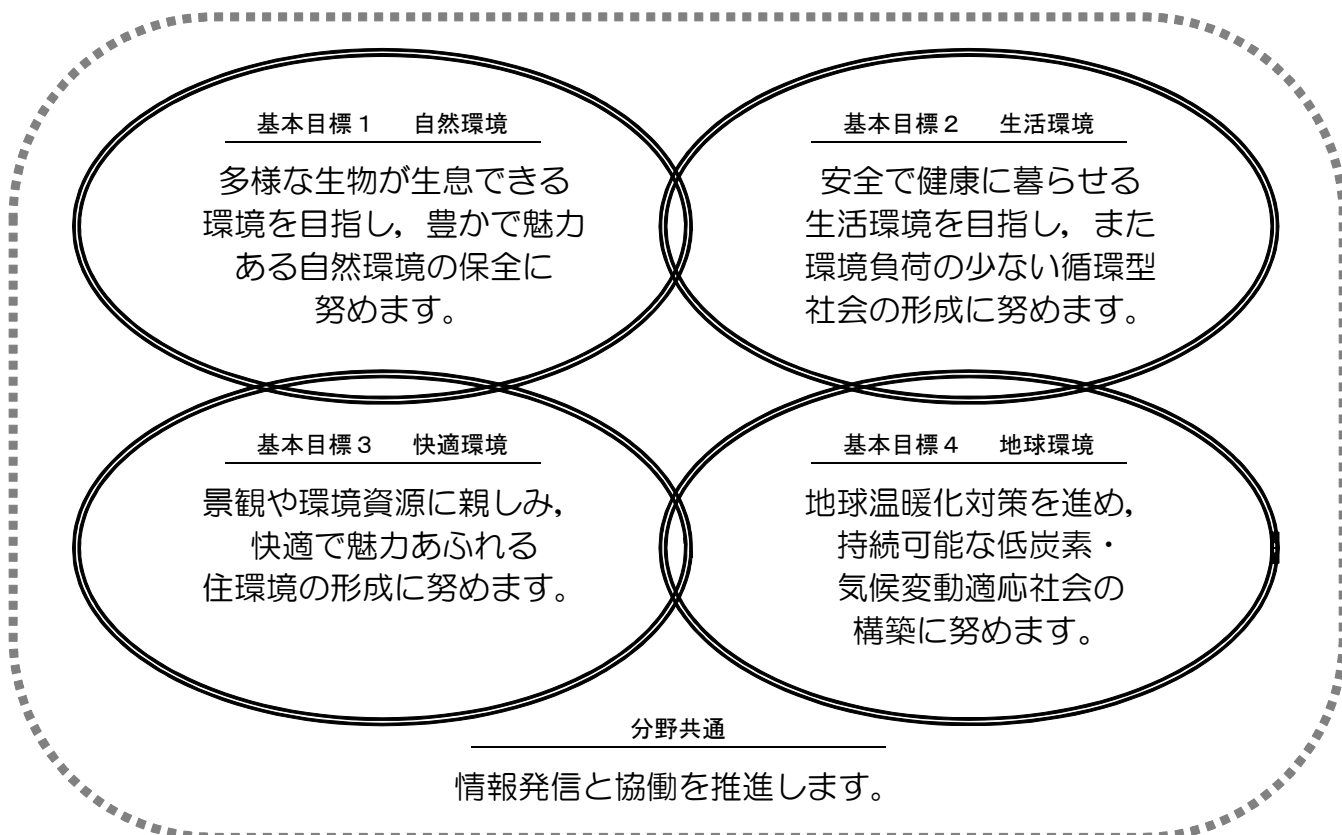 基本目標１　自然環境
多様な生物が生息できる
環境を目指し，豊かで魅力
ある自然環境の保全に
努めます。
基本目標２　生活環境
安全で健康に暮らせる
生活環境を目指し，また
環境負荷の少ない循環型
社会の形成に努めます。
基本目標３　快適環境
景観や環境資源に親しみ，
快適で魅力あふれる
住環境の形成に努めます。
基本目標４　地球環境
地球温暖化対策を進め，
持続可能な低炭素・
気候変動適応社会の
構築に努めます。
分野共通
情報発信と協働を推進します。